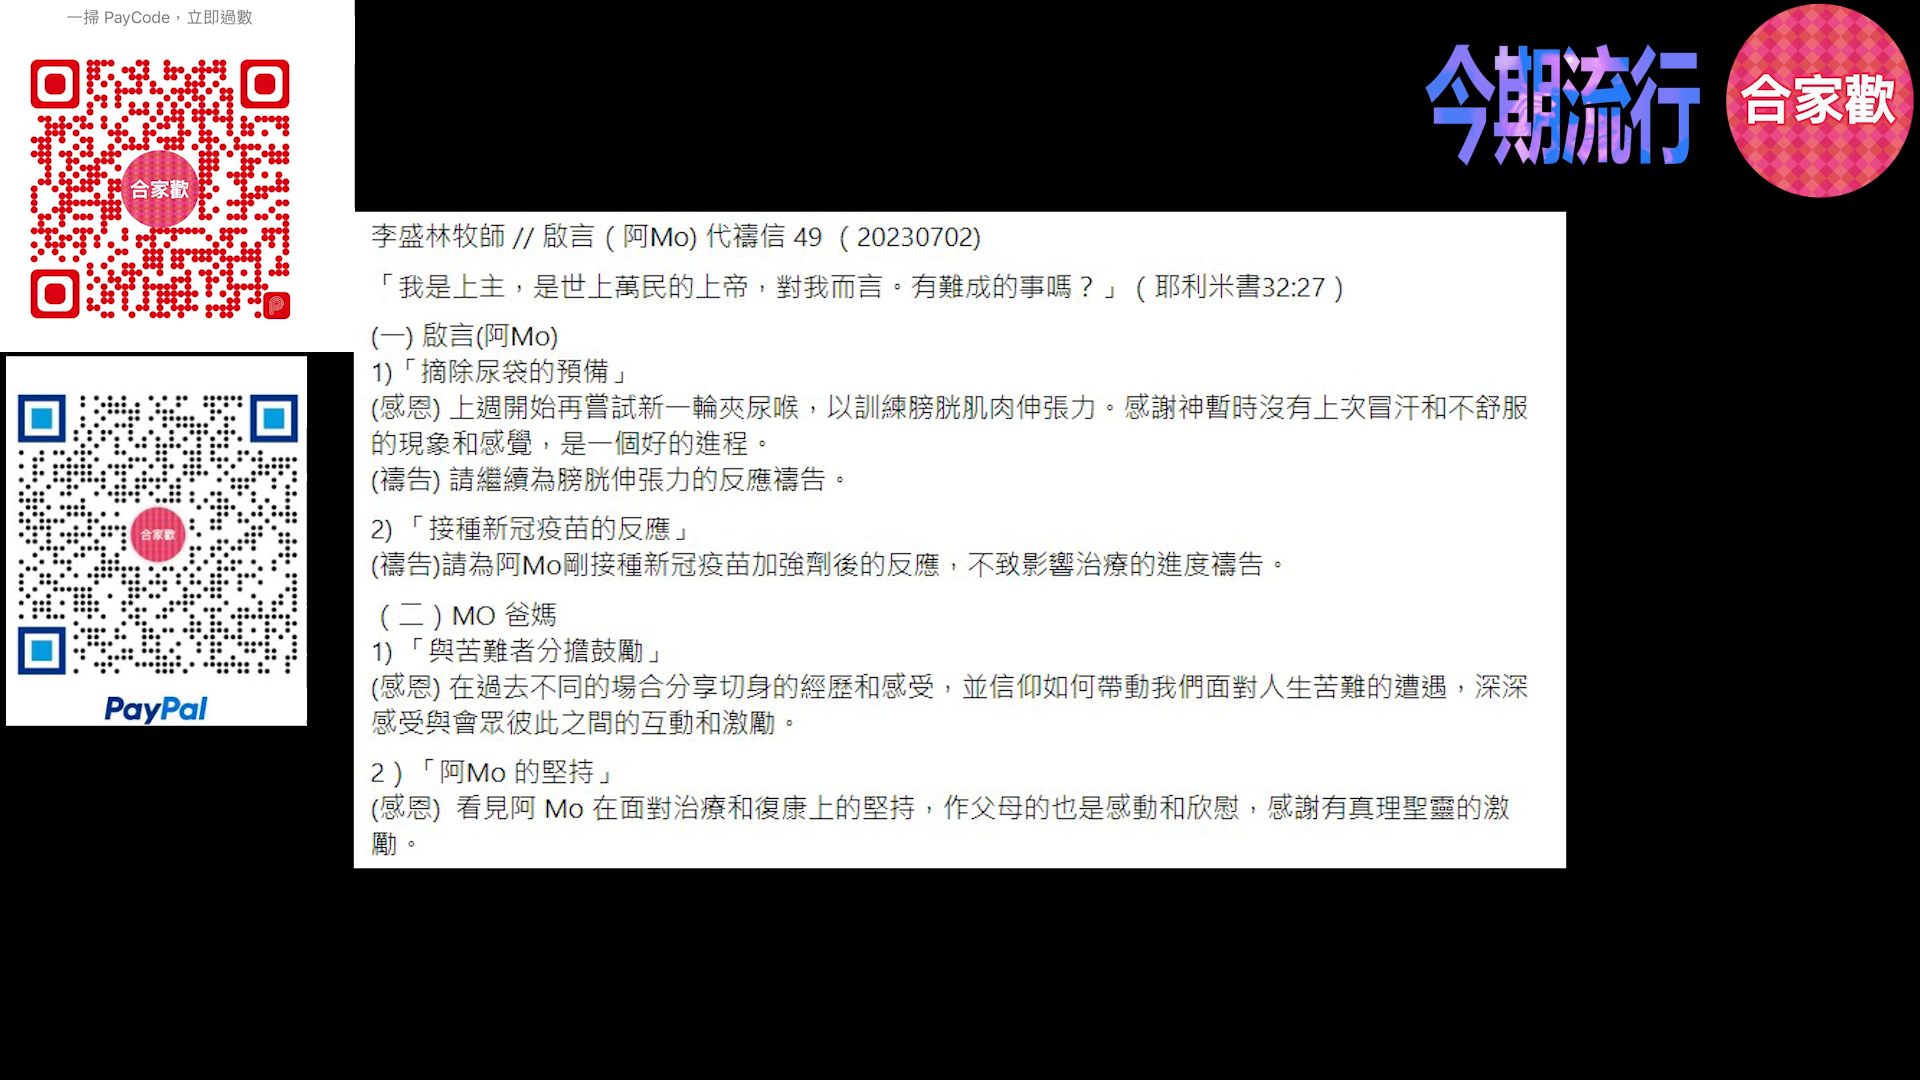 一掃 PayCode，立即過數
合家歡
合家歡
PayPal
今期流行
合家歡
李盛林牧師 // 啟言 ( 阿Mo) 代禱信 49 （20230702)
「我是上主，是世上萬民的上帝，對我而言。有難成的事嗎？」( 耶利米書32:27 )
(一) 啟言(阿Mo)
1)「摘除尿袋的預備」
(感恩) 上週開始再嘗試新一輪夾尿喉，以訓練膀胱肌肉伸張力。感謝神暫時沒有上次冒汗和不舒服
的現象和感覺，是一個好的進程。
(禱告) 請繼續為膀胱伸張力的反應禱告。
2) 「接種新冠疫苗的反應」
(禱告)請為阿Mo剛接種新冠疫苗加強劑後的反應，不致影響治療的進度禱告。
( 二 ) MO 爸媽
1) 「與苦難者分擔鼓勵」
(感恩) 在過去不同的場合分享切身的經歷和感受，並信仰如何帶動我們面對人生苦難的遭遇，深深
感受與會眾彼此之間的互動和激勵。
2 ) 「阿Mo 的堅持」
(感恩)  看見阿 Mo 在面對治療和復康上的堅持，作父母的也是感動和欣慰，感謝有真理聖靈的激
勵。